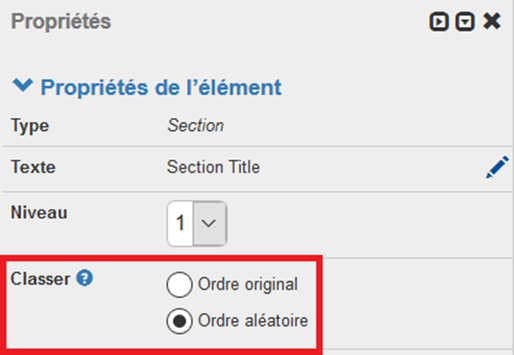 Propriétés
Propriétés de l'élément
Type Section
Texte Section Title
Niveau 1
Classer ?
Ordre original
Ordre aléatoire